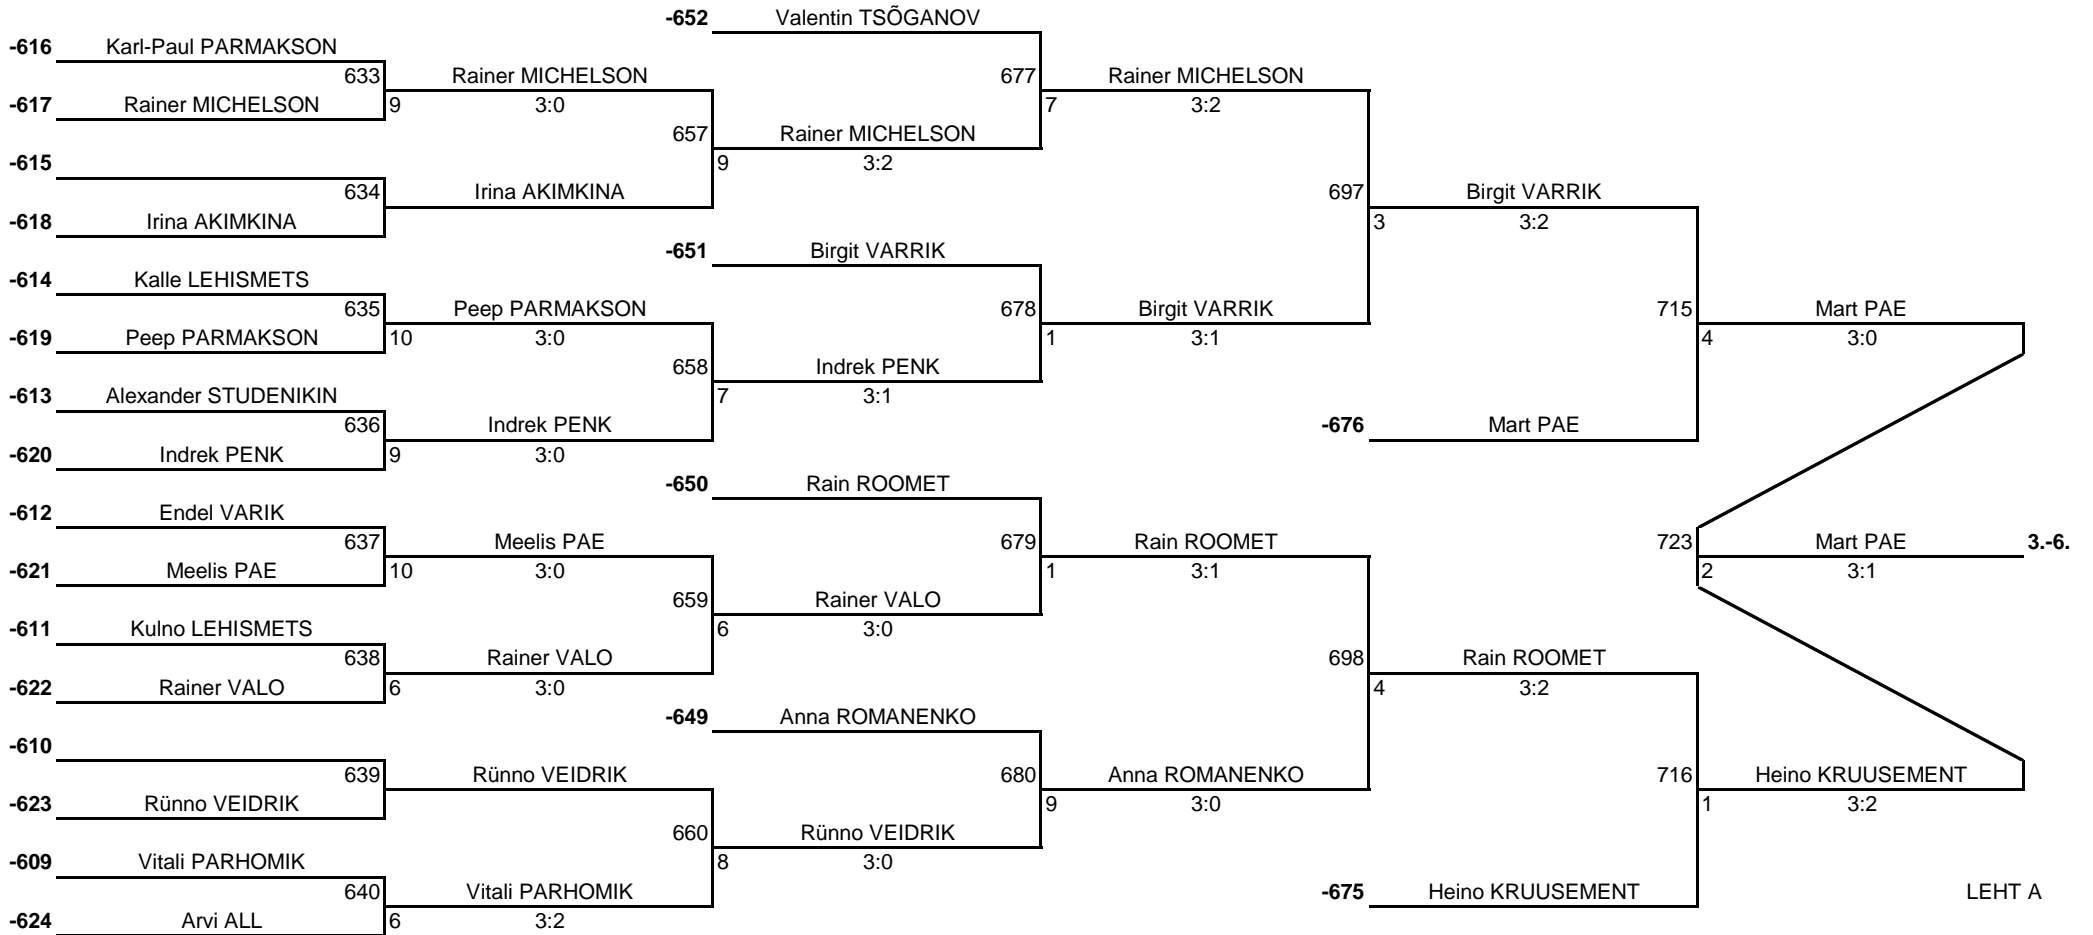 -652 Valentin TSÕGANOV
-616 Karl-Paul PARMAKSON
633 Rainer MICHELSON 677 Rainer MICHELSON
-617 Rainer MICHELSON 9 3:0 7 3:2
657 Rainer MICHELSON
-615 9 3:2
634 Irina AKIMKINA 697 Birgit VARRIK
-618 Irina AKIMKINA 3 3:2
-651 Birgit VARRIK
-614 Kalle LEHISMETS
635 Peep PARMAKSON 678 Birgit VARRIK 715 Mart PAE
-619 Peep PARMAKSON 10 3:0 1 3:1 4 3:0
658 Indrek PENK
-613 Alexander STUDENIKIN 7 3:1
636 Indrek PENK -676 Mart PAE
-620 Indrek PENK 9 3:0
-650 Rain ROOMET
-612 Endel VARIK
637 Meelis PAE 679 Rain ROOMET 723 Mart PAE 3.-6.
-621 Meelis PAE 10 3:0 1 3:1 2 3:1
659 Rainer VALO
-611 Kulno LEHISMETS 6 3:0
638 Rainer VALO 698 Rain ROOMET
-622 Rainer VALO 6 3:0 4 3:2
-649 Anna ROMANENKO
-610
639 Rünno VEIDRIK 680 Anna ROMANENKO 716 Heino KRUUSEMENT
-623 Rünno VEIDRIK 9 3:0 1 3:2
660 Rünno VEIDRIK
-609 Vitali PARHOMIK 8 3:0
640 Vitali PARHOMIK -675 Heino KRUUSEMENT LEHT A
-624 Arvi ALL 6 3:2